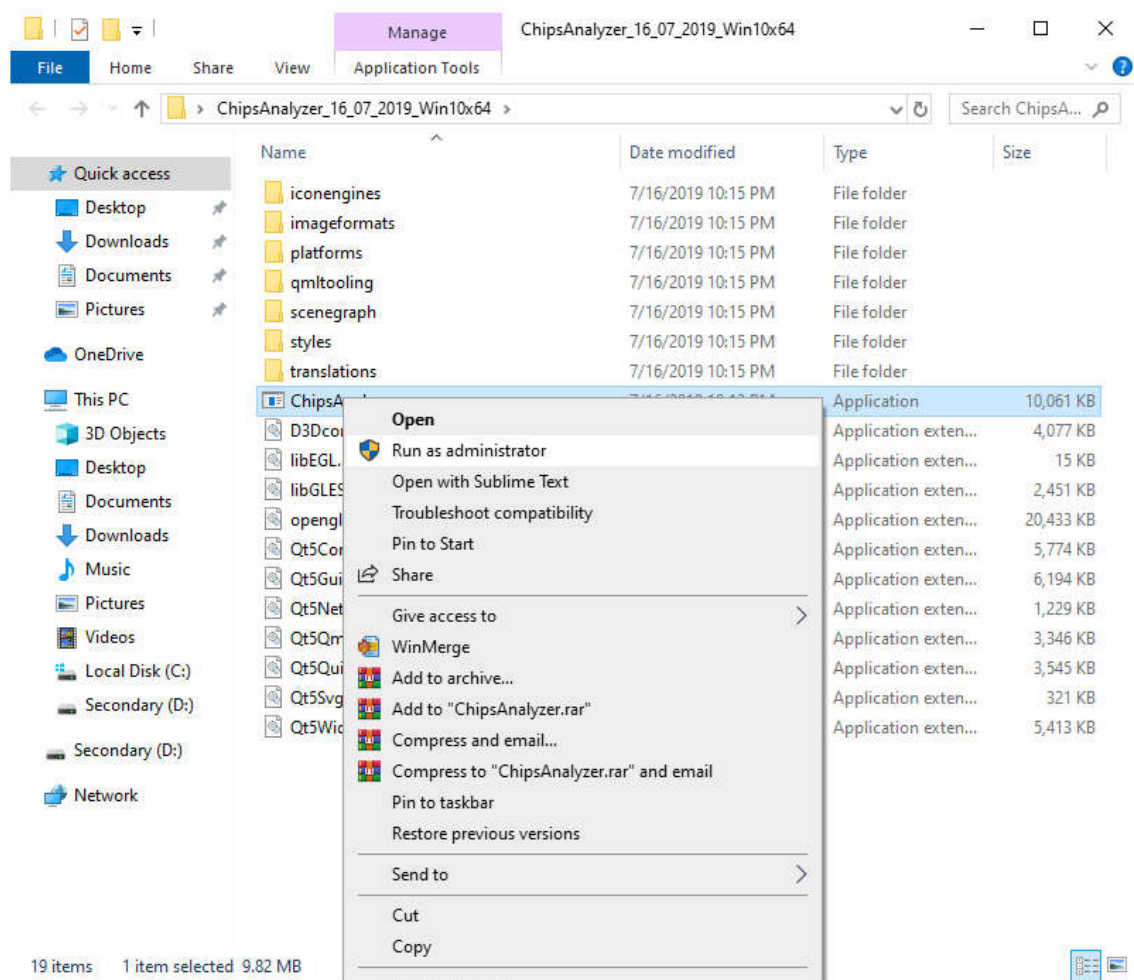 Manage
ChipsAnalyzer_16_07_2019_Win10x64
File
Home
Share
View
Application Tools
ChipsAnalyzer_16_07_2019_Win10x64
Search ChipsA...
Name
Date modified
Type
Size
Quick access
Desktop
Downloads
Documents
Pictures
OneDrive
This PC
3D Objects
Desktop
Documents
Downloads
Music
Pictures
Videos
Local Disk (C:)
Secondary (D:)
Secondary (D:)
Network
iconengines 7/16/2019 10:15 PM File folder
imageformats 7/16/2019 10:15 PM File folder
platforms 7/16/2019 10:15 PM File folder
qmltooling 7/16/2019 10:15 PM File folder
scenegraph 7/16/2019 10:15 PM File folder
styles 7/16/2019 10:15 PM File folder
translations 7/16/2019 10:15 PM File folder
ChipsA Application 10,061 KB
D3Dco Application exten... 4,077 KB
libEGL. Application exten... 15 KB
libGLES Application exten... 2,451 KB
opengl Application exten... 20,433 KB
Qt5Cor Application exten... 5,774 KB
Qt5Gui Application exten... 6,194 KB
Qt5Net Application exten... 1,229 KB
Qt5Qm Application exten... 3,346 KB
Qt5Qui Application exten... 3,545 KB
Qt5Svg Application exten... 321 KB
Qt5Wid Application exten... 5,413 KB
Open
Run as administrator
Open with Sublime Text
Troubleshoot compatibility
Pin to Start
Share
Give access to
WinMerge
Add to archive...
Add to "ChipsAnalyzer.rar"
Compress and email...
Compress to "ChipsAnalyzer.rar" and email
Pin to taskbar
Restore previous versions
Send to
Cut
Copy
19 items 1 item selected 9.82 MB